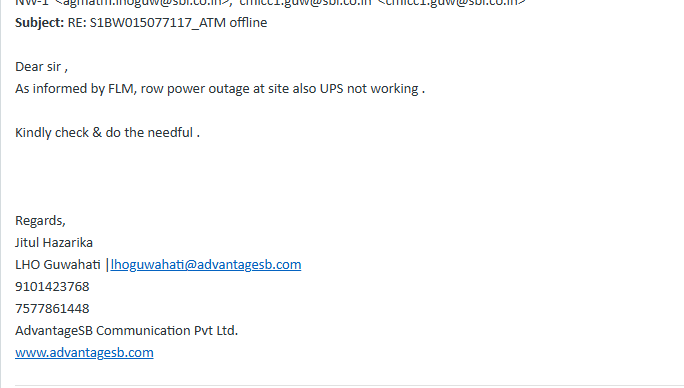 NW-1 <agmatm.lhoguw@sbi.co.in>, cmlcc1.guw@sbi.co.in <cmlcc1.guw@sbi.co.in>
Subject: RE: S1BW015077117_ATM offline
Dear sir ,
As informed by FLM, row power outage at site also UPS not working .
Kindly check & do the needful .
Regards,
Jitul Hazarika
LHO Guwahati |lhoguwahati@advantagesb.com
9101423768
7577861448
AdvantageSB Communication Pvt Ltd.
www.advantagesb.com